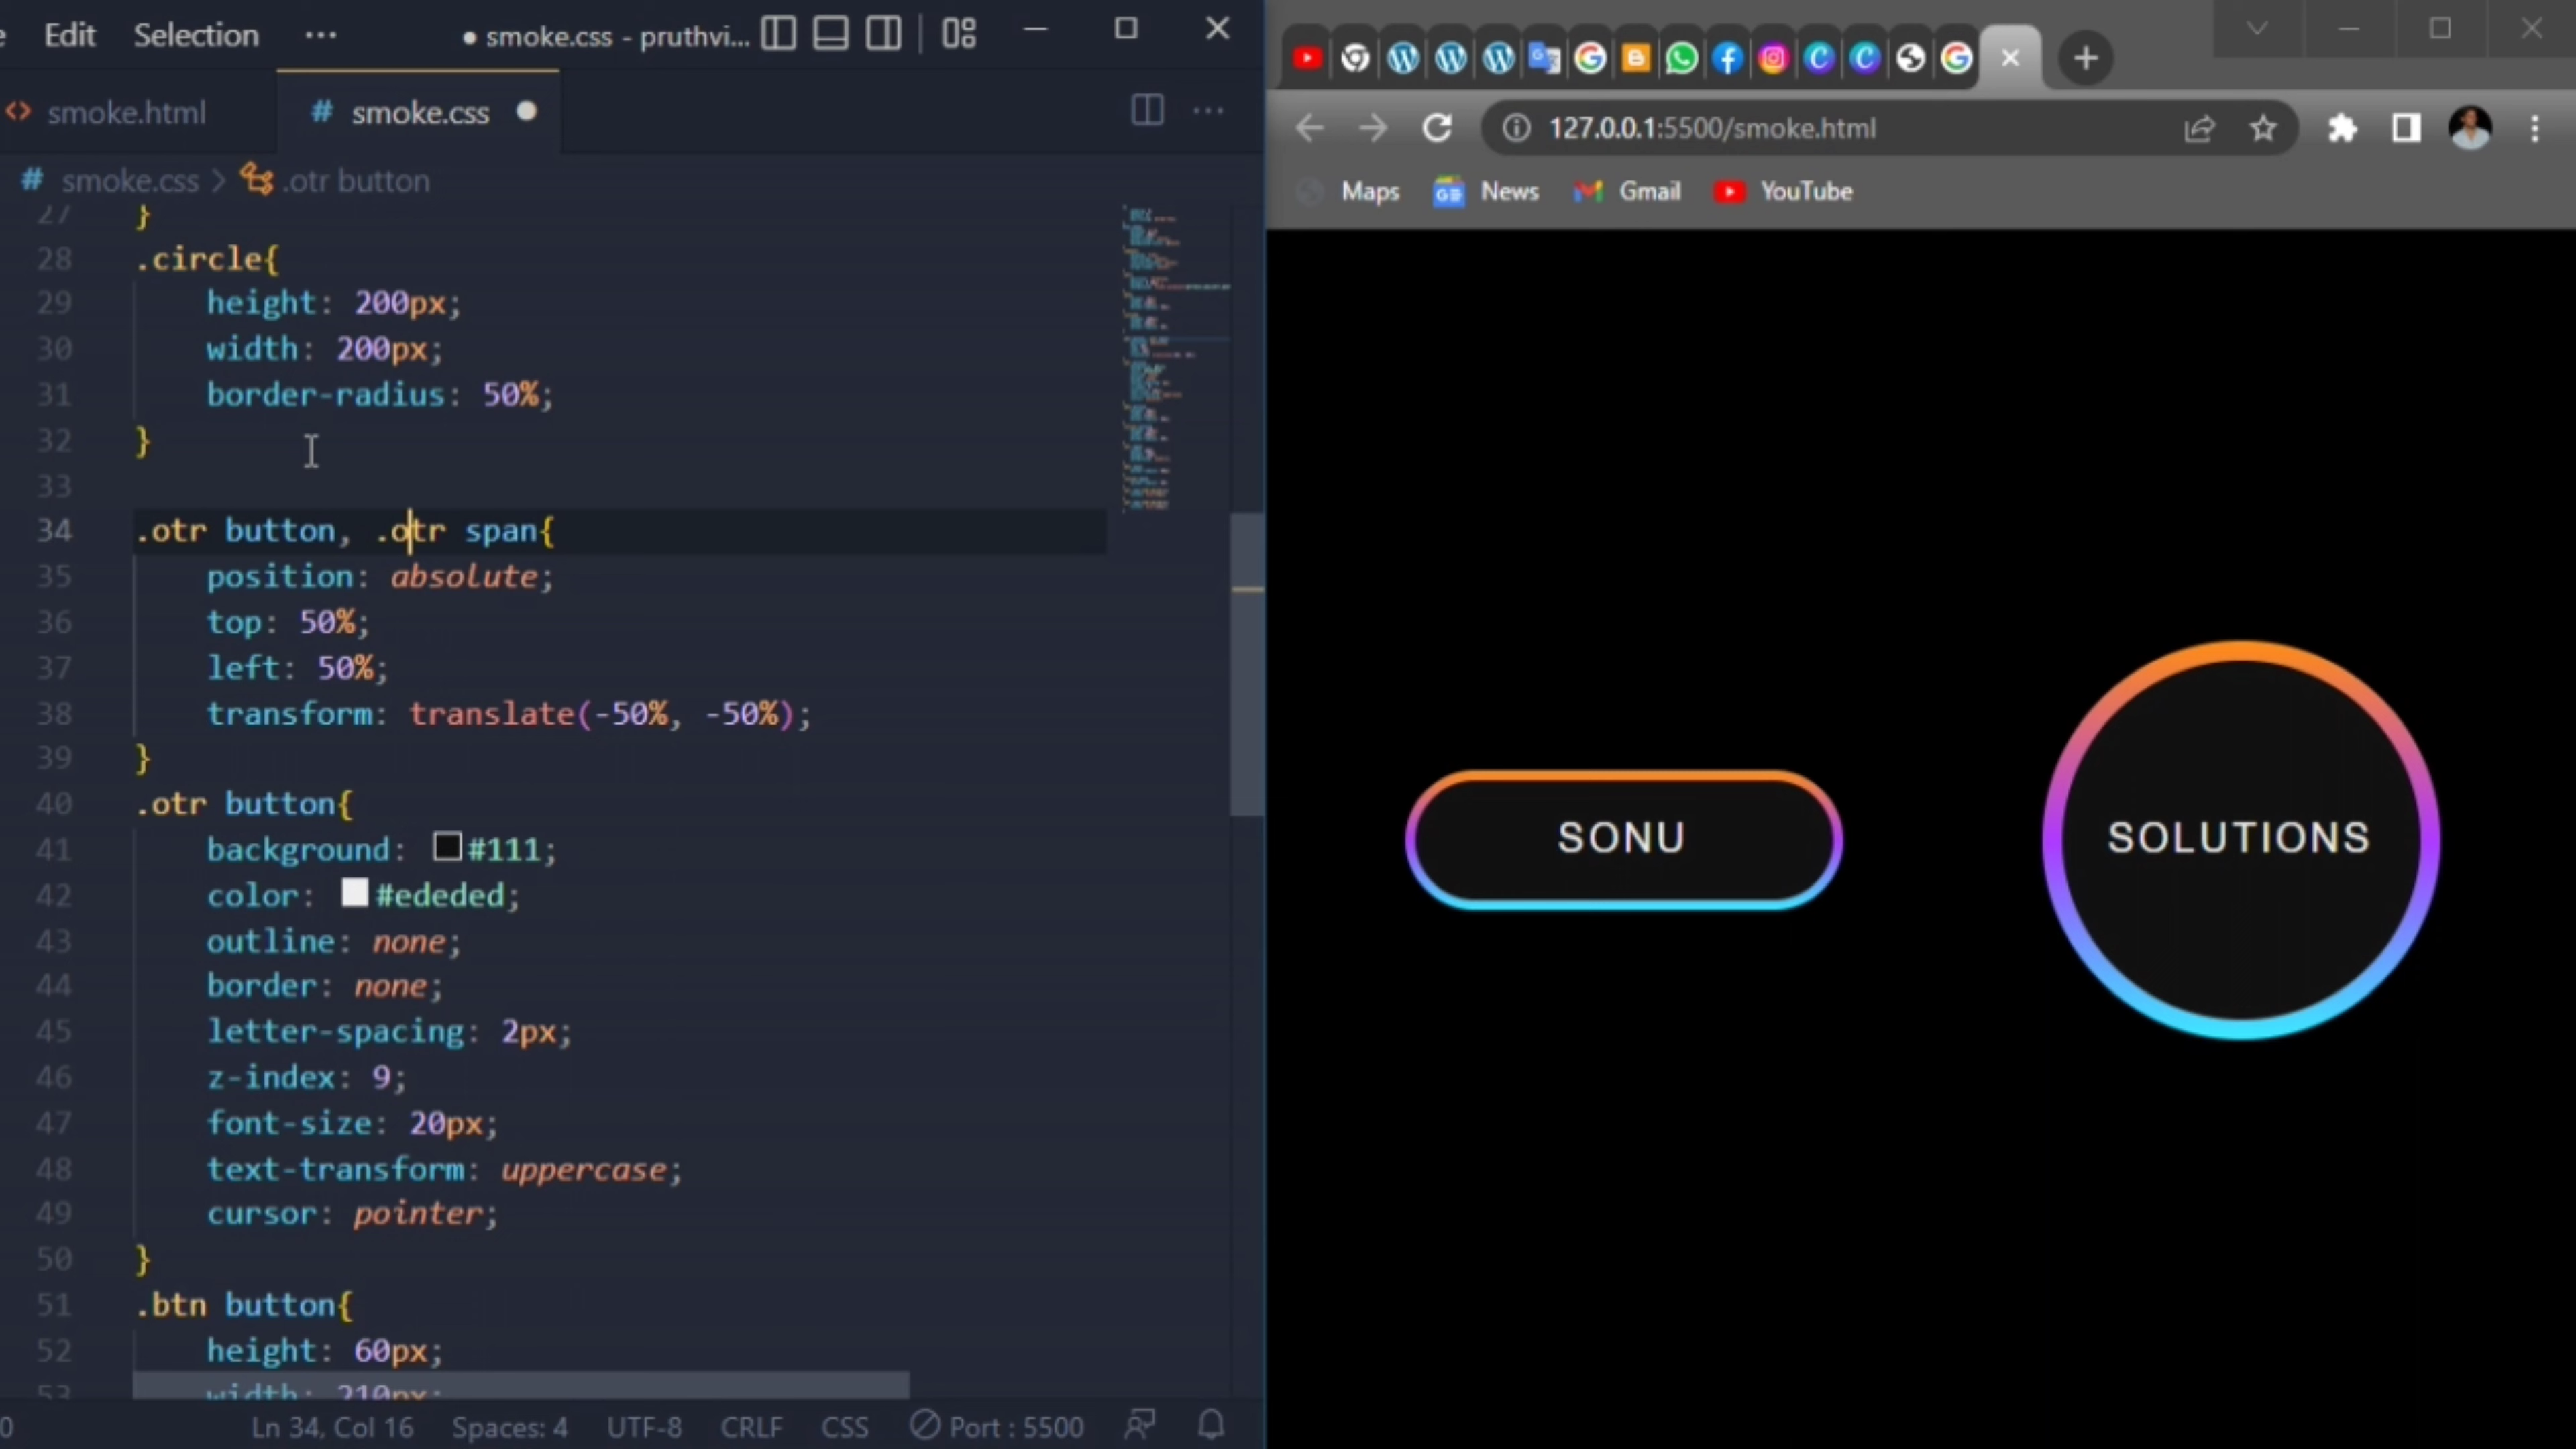 Edit Selection ··· ● smoke.css - pruthvi...
smoke.html # smoke.css
# smoke.css > .otr button
27 }
28 .circle{
29 height: 200px;
30 width: 200px;
31 border-radius: 50%;
32 }
33
34 .otr button, .otr span{
35 position: absolute;
36 top: 50%;
37 left: 50%;
38 transform: translate(-50%, -50%);
39 }
40 .otr button{
41 background: #111;
42 color: #ededed;
43 outline: none;
44 border: none;
45 letter-spacing: 2px;
46 z-index: 9;
47 font-size: 20px;
48 text-transform: uppercase;
49 cursor: pointer;
50 }
51 .btn button{
52 height: 60px;
53 width: 210px;
0 Ln 34, Col 16 Spaces: 4 UTF-8 CRLF CSS Port : 5500
127.0.0.1:5500/smoke.html
Maps News Gmail YouTube
SONU
SOLUTIONS